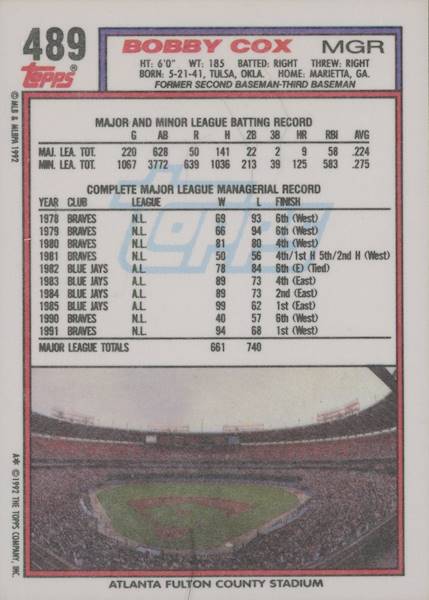 489
Topps®
BOBBY COX MGR
HT: 6'0" WT: 185 BATTED: RIGHT THREW: RIGHT
BORN: 5-21-41, TULSA, OKLA. HOME: MARIETTA, GA.
FORMER SECOND BASEMAN-THIRD BASEMAN
© MLB & MLBPA 1992
MAJOR AND MINOR LEAGUE BATTING RECORD
G AB R H 2B 3B HR RBI AVG
MAJ. LEA. TOT. 220 628 50 141 22 2 9 58 .224
MIN. LEA. TOT. 1067 3772 639 1036 213 39 125 583 .275
COMPLETE MAJOR LEAGUE MANAGERIAL RECORD
YEAR CLUB LEAGUE W L FINISH
1978 BRAVES N.L. 69 93 6th (West)
1979 BRAVES N.L. 66 94 6th (West)
1980 BRAVES N.L. 81 80 4th (West)
1981 BRAVES N.L. 50 56 4th/1st H 5th/2nd H (West)
1982 BLUE JAYS A.L. 78 84 6th (E) (Tied)
1983 BLUE JAYS A.L. 89 73 4th (East)
1984 BLUE JAYS A.L. 89 73 2nd (East)
1985 BLUE JAYS A.L. 99 62 1st (East)
1990 BRAVES N.L. 40 57 6th (West)
1991 BRAVES N.L. 94 68 1st (West)
MAJOR LEAGUE TOTALS 661 740
Topps
A* © 1992 THE TOPPS COMPANY, INC.
ATLANTA FULTON COUNTY STADIUM